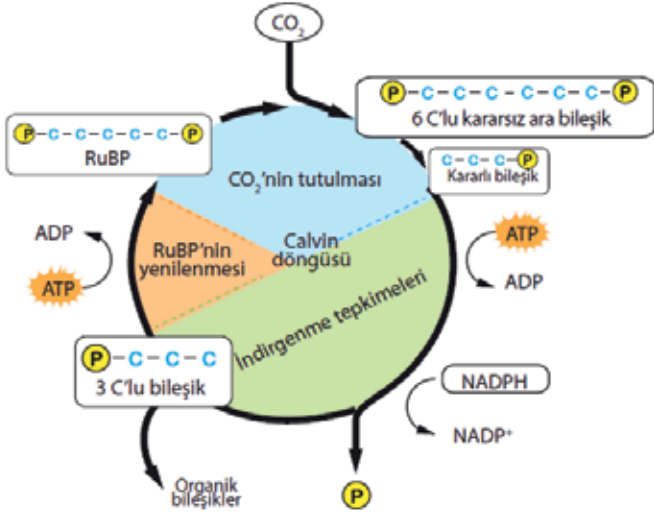 CO₂
P-C-C-C-C-C-C-P
6 C'lu kararsız ara bileşik
P-C-C-C-C-C-P
RuBP
C-C-C-P
Kararlı bileşik
CO₂'nin tutulması
ADP
ATP
RuBP'nin
yenilenmesi
Calvin
döngüsü
ATP
ADP
İndirgenme tepkimeleri
P-C-C-C
3 C'lu bileşik
NADPH
NADP⁺
Organik
bileşikler
P